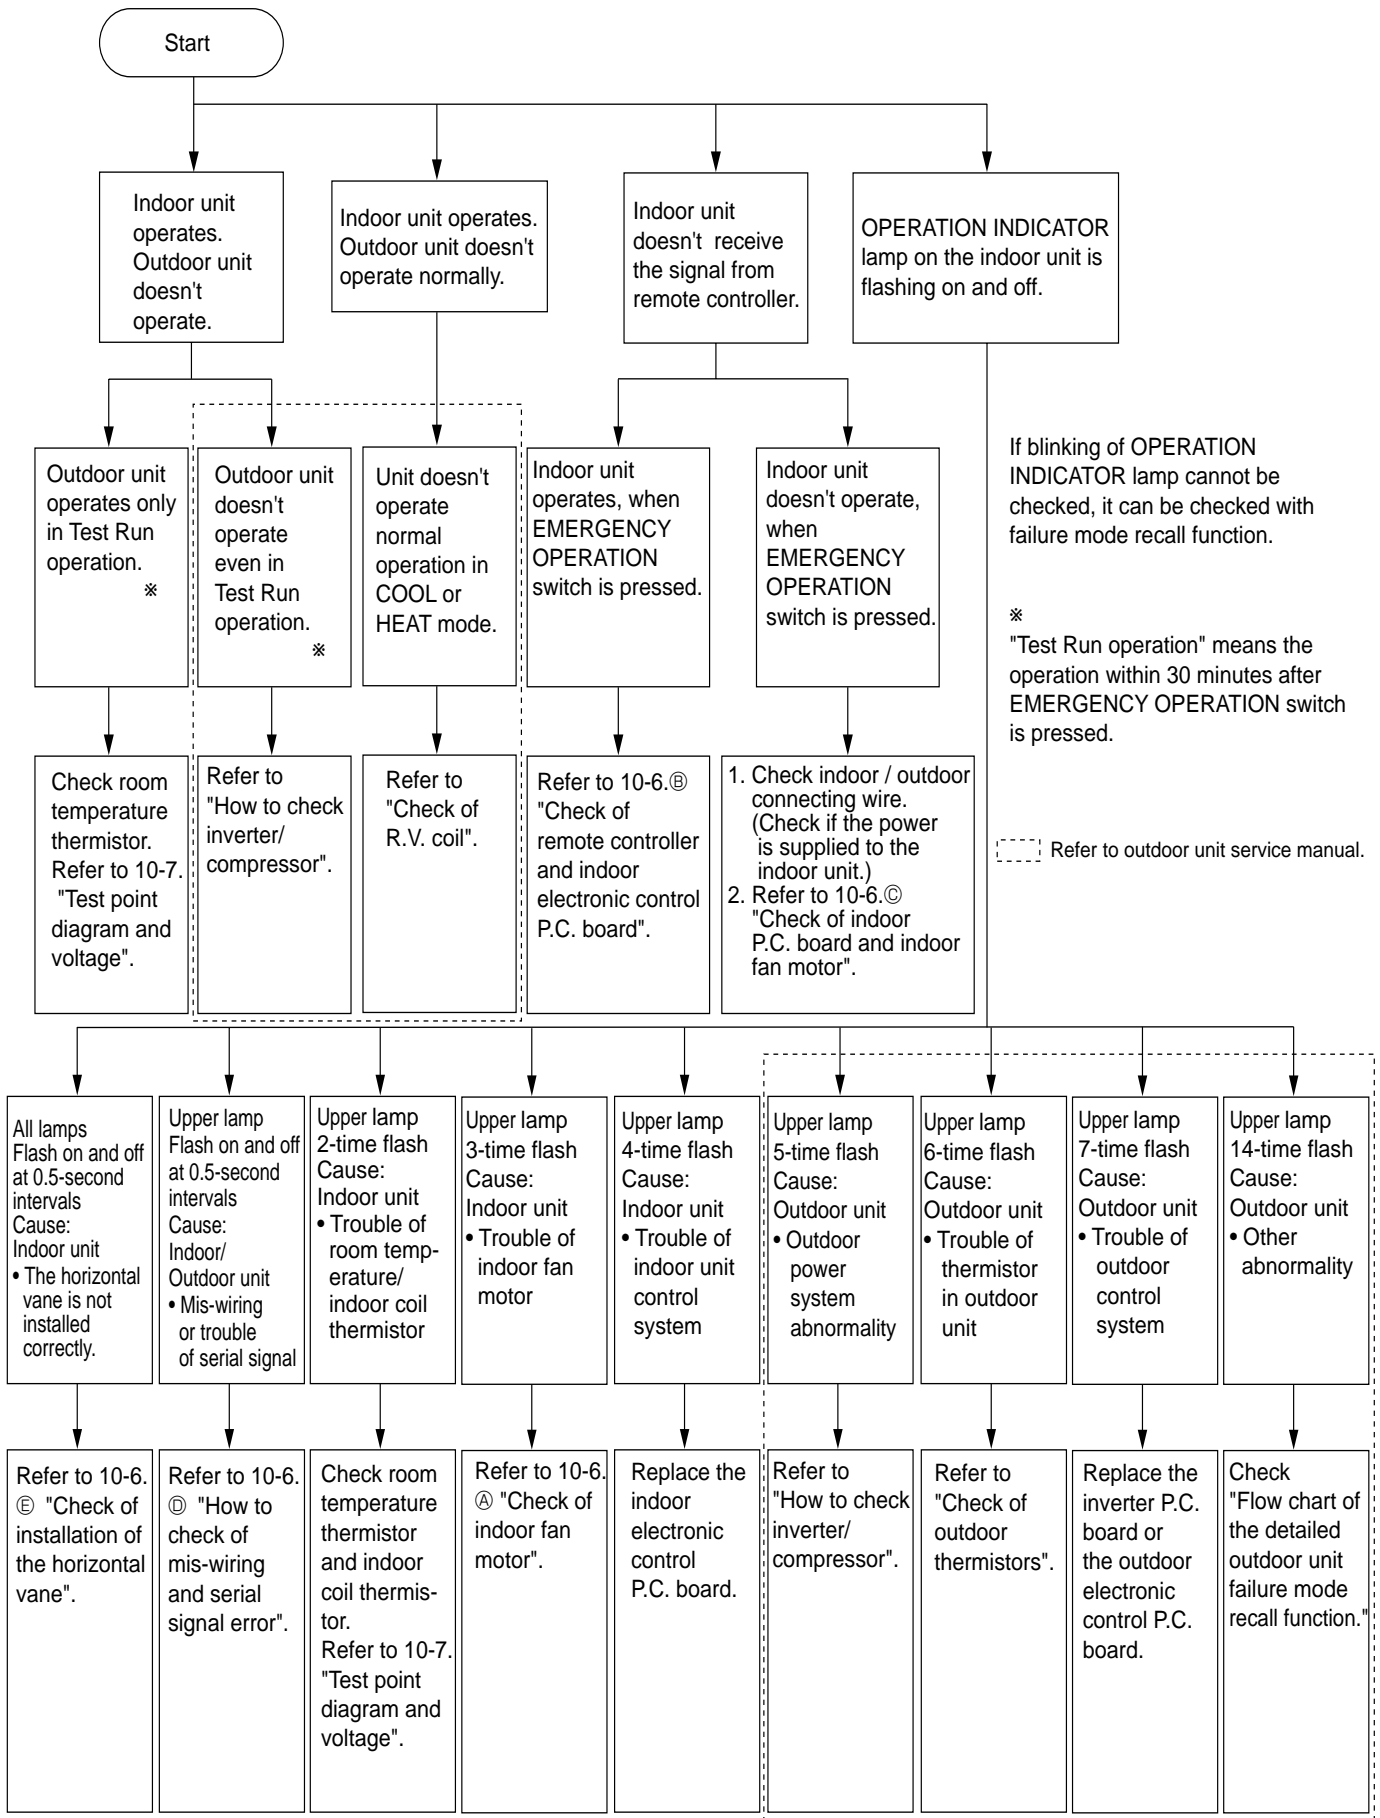 Start
Indoor unit
operates.
Outdoor unit
doesn't
operate.
Indoor unit operates.
Outdoor unit doesn't
operate normally.
Indoor unit
doesn't receive
the signal from
remote controller.
OPERATION INDICATOR
lamp on the indoor unit is
flashing on and off.
Outdoor unit
operates only
in Test Run
operation.
※
Outdoor unit
doesn't
operate
even in
Test Run
operation.
※
Unit doesn't
operate
normal
operation in
COOL or
HEAT mode.
Indoor unit
operates, when
EMERGENCY
OPERATION
switch is pressed.
Indoor unit
doesn't operate,
when
EMERGENCY
OPERATION
switch is pressed.
If blinking of OPERATION
INDICATOR lamp cannot be
checked, it can be checked with
failure mode recall function.
※
"Test Run operation" means the
operation within 30 minutes after
EMERGENCY OPERATION switch
is pressed.
Check room
temperature
thermistor.
Refer to 10-7.
"Test point
diagram and
voltage".
Refer to
"How to check
inverter/
compressor".
Refer to
"Check of
R.V. coil".
Refer to 10-6.Ⓑ
"Check of
remote controller
and indoor
electronic control
P.C. board".
1. Check indoor / outdoor
connecting wire.
(Check if the power
is supplied to the
indoor unit.)
2. Refer to 10-6.Ⓒ
"Check of indoor
P.C. board and indoor
fan motor".
Refer to outdoor unit service manual.
All lamps
Flash on and off
at 0.5-second
intervals
Cause:
Indoor unit
• The horizontal
vane is not
installed
correctly.
Upper lamp
Flash on and off
at 0.5-second
intervals
Cause:
Indoor/
Outdoor unit
• Mis-wiring
or trouble
of serial signal
Upper lamp
2-time flash
Cause:
Indoor unit
• Trouble of
room temp-
erature/
indoor coil
thermistor
Upper lamp
3-time flash
Cause:
Indoor unit
• Trouble of
indoor fan
motor
Upper lamp
4-time flash
Cause:
Indoor unit
• Trouble of
indoor unit
control
system
Upper lamp
5-time flash
Cause:
Outdoor unit
• Outdoor
power
system
abnormality
Upper lamp
6-time flash
Cause:
Outdoor unit
• Trouble of
thermistor
in outdoor
unit
Upper lamp
7-time flash
Cause:
Outdoor unit
• Trouble of
outdoor
control
system
Upper lamp
14-time flash
Cause:
Outdoor unit
• Other
abnormality
Refer to 10-6.
Ⓔ "Check of
installation of
the horizontal
vane".
Refer to 10-6.
Ⓓ "How to
check of
mis-wiring
and serial
signal error".
Check room
temperature
thermistor
and indoor
coil thermis-
tor.
Refer to 10-7.
"Test point
diagram and
voltage".
Refer to 10-6.
Ⓐ "Check of
indoor fan
motor".
Replace the
indoor
electronic
control
P.C. board.
Refer to
"How to check
inverter/
compressor".
Refer to
"Check of
outdoor
thermistors".
Replace the
inverter P.C.
board or
the outdoor
electronic
control P.C.
board.
Check
"Flow chart of
the detailed
outdoor unit
failure mode
recall function."